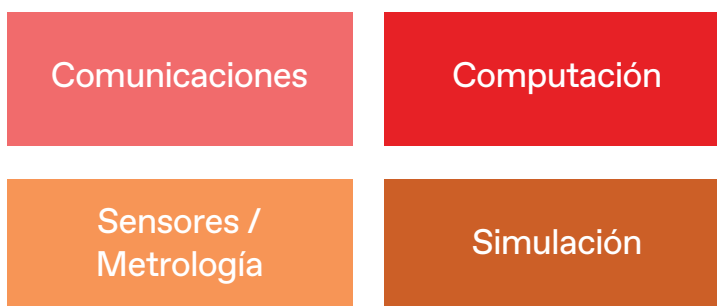 Comunicaciones
Computación
Sensores /
Metrología
Simulación